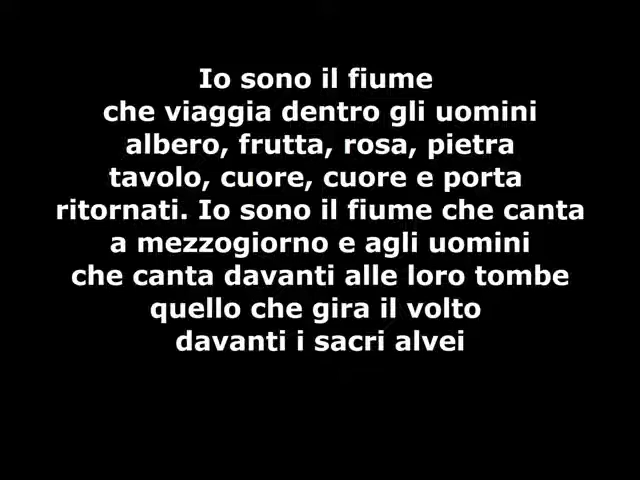 Io sono il fiume
che viaggia dentro gli uomini
albero, frutta, rosa, pietra
tavolo, cuore, cuore e porta
ritornati. Io sono il fiume che canta
a mezzogiorno e agli uomini
che canta davanti alle loro tombe
quello che gira il volto
davanti i sacri alvei